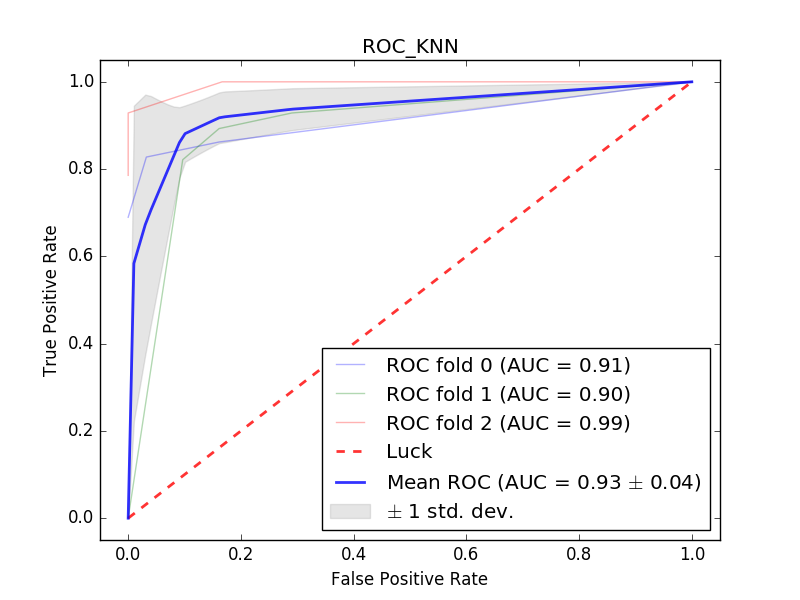 ROC_KNN
1.0
0.8
0.6
0.4
0.2
0.0
True Positive Rate
ROC fold 0 (AUC = 0.91)
ROC fold 1 (AUC = 0.90)
ROC fold 2 (AUC = 0.99)
Luck
Mean ROC (AUC = 0.93 ± 0.04)
± 1 std. dev.
0.0 0.2 0.4 0.6 0.8 1.0
False Positive Rate